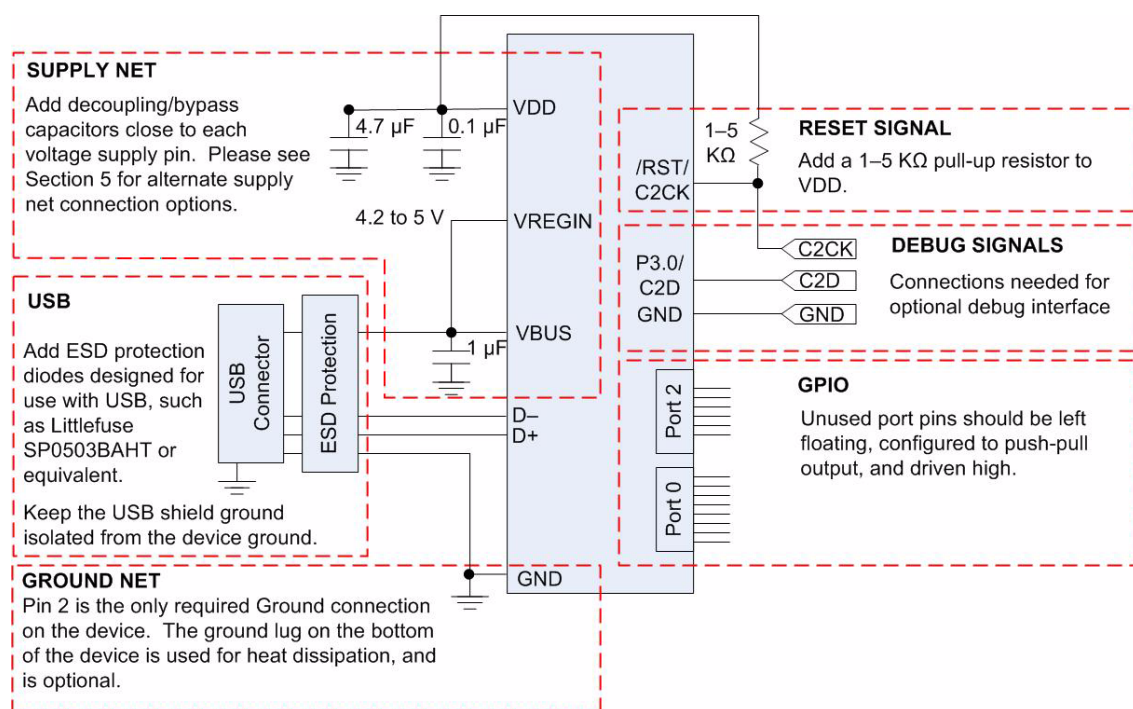 SUPPLY NET
Add decoupling/bypass
capacitors close to each
voltage supply pin. Please see
Section 5 for alternate supply
net connection options.
4.7 µF
0.1 µF
VDD
4.2 to 5 V
VREGIN
VBUS
1 µF
USB
Add ESD protection
diodes designed for
use with USB, such
as Littlefuse
SP0503BAHT or
equivalent.
Keep the USB shield ground
isolated from the device ground.
USB
Connector
ESD Protection
D–
D+
GND
GROUND NET
Pin 2 is the only required Ground connection
on the device. The ground lug on the bottom
of the device is used for heat dissipation, and
is optional.
1–5
KΩ
/RST/
C2CK
RESET SIGNAL
Add a 1–5 KΩ pull-up resistor to
VDD.
P3.0/
C2D
GND
C2CK
C2D
GND
DEBUG SIGNALS
Connections needed for
optional debug interface
Port 2
Port 0
GPIO
Unused port pins should be left
floating, configured to push-pull
output, and driven high.